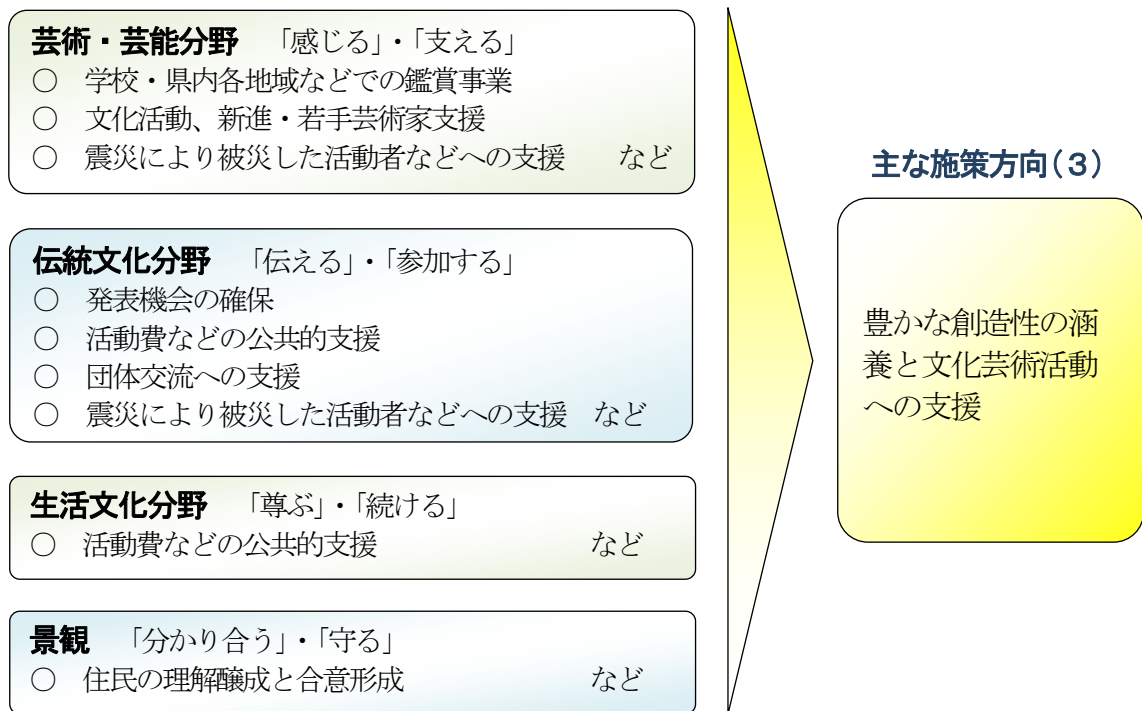 芸術・芸能分野　「感じる」・「支える」
○　学校・県内各地域などでの鑑賞事業
○　文化活動、新進・若手芸術家支援
○　震災により被災した活動者などへの支援　　など
伝統文化分野　「伝える」・「参加する」
○　発表機会の確保
○　活動費などの公共的支援
○　団体交流への支援
○　震災により被災した活動者などへの支援　など
生活文化分野　「尊ぶ」・「続ける」
○　活動費などの公共的支援　　など
景観　「分かり合う」・「守る」
○　住民の理解醸成と合意形成　　など
主な施策方向（３）
豊かな創造性の涵
養と文化芸術活動
への支援